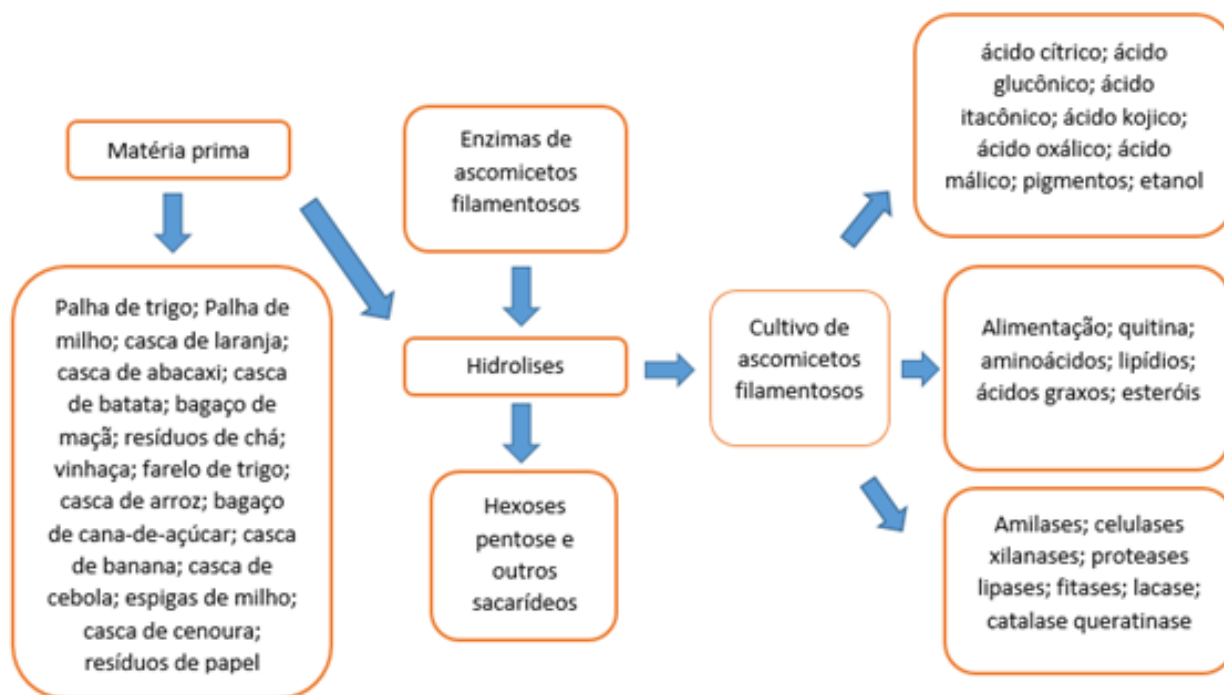 Matéria prima
Palha de trigo; Palha de
milho; casca de laranja;
casca de abacaxi; casca
de batata; bagaço de
maçã; resíduos de chá;
vinhaça; farelo de trigo;
casca de arroz; bagaço
de cana-de-açúcar; casca
de banana; casca de
cebola; espigas de milho;
casca de cenoura;
resíduos de papel
Enzimas de
ascomicetos
filamentosos
Hidrolises
Hexoses
pentose e
outros
sacarídeos
Cultivo de
ascomicetos
filamentosos
ácido cítrico; ácido
glucônico; ácido
itacônico; ácido kojico;
ácido oxálico; ácido
málico; pigmentos; etanol
Alimentação; quitina;
aminoácidos; lipídios;
ácidos graxos; esteróis
Amilases; celulases
xilanases; proteases
lipases; fitases; lacase;
catalase queratinase